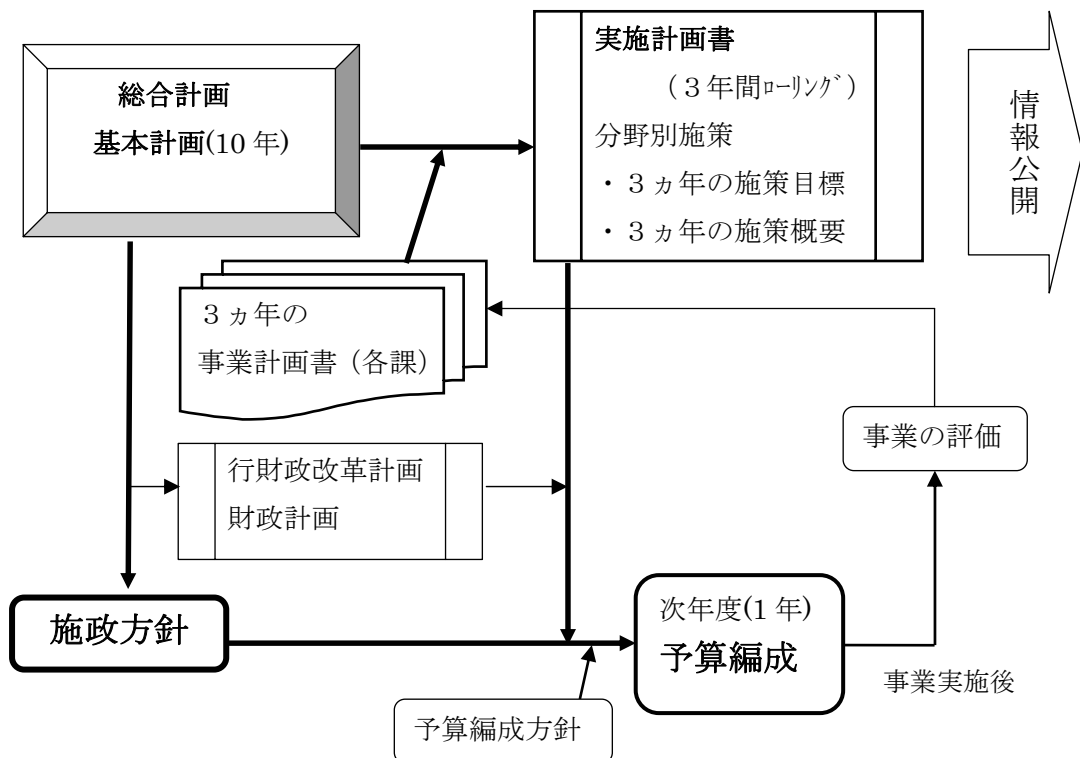 総合計画
基本計画(10 年)
実施計画書
（３年間ﾛｰﾘﾝｸﾞ）
分野別施策
・３ヵ年の施策目標
・３ヵ年の施策概要
情報公開
３ヵ年の
事業計画書（各課）
事業の評価
行財政改革計画
財政計画
施政方針
次年度(1 年)
予算編成
事業実施後
予算編成方針